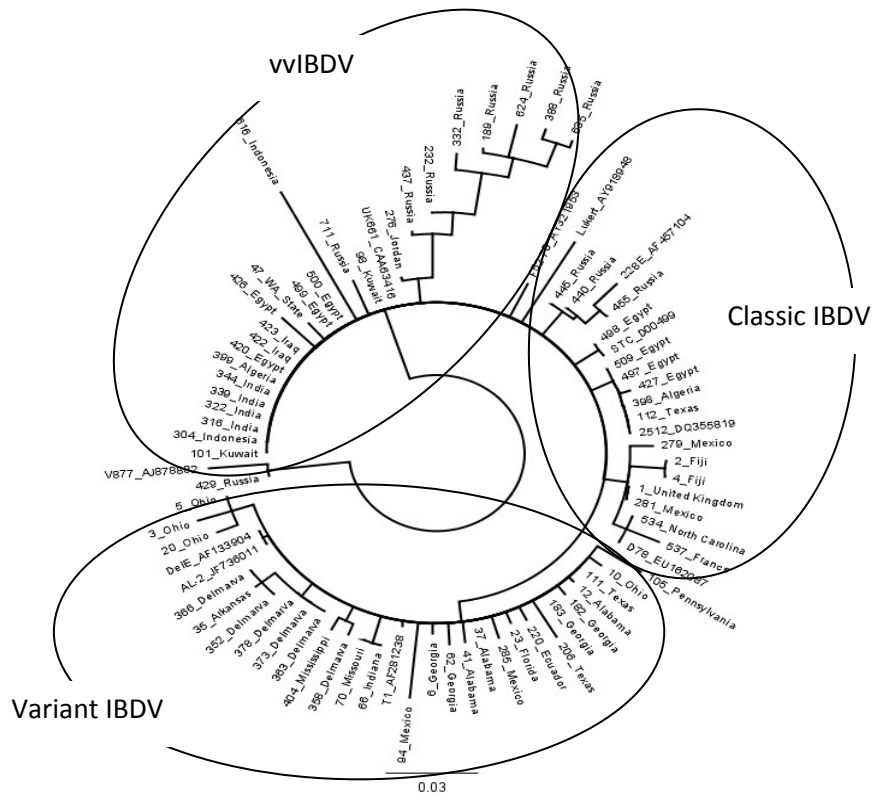 vvIBDV
Classic IBDV
Variant IBDV
616_Indonesia
711_Russia
98_Kuwait
UK661_CAA63416
276_Jordan
437_Russia
232_Russia
332_Russia
189_Russia
624_Russia
388_Russia
Lukert_AY918948
446_Russia
440_Russia
228E_AF457104
455_Russia
498_Egypt
STC_D00499
509_Egypt
497_Egypt
427_Egypt
398_Algeria
112_Texas
2512_DQ355819
279_Mexico
2_Fiji
4_Fiji
1_United Kingdom
281_Mexico
534_North Carolina
537_France
D78_EU162087
105_Pennsylvania
10_Ohio
111_Texas
12_Alabama
182_Georgia
183_Georgia
206_Texas
220_Ecuador
23_Florida
285_Mexico
37_Alabama
41_Alabama
62_Georgia
9_Georgia
94_Mexico
T1_AF281238
66_Indiana
70_Missouri
358_Delmarva
404_Mississippi
363_Delmarva
373_Delmarva
378_Delmarva
352_Delmarva
35_Arkansas
366_Delmarva
AL-2_JF736011
DelE_AF133904
20_Ohio
3_Ohio
5_Ohio
429_Russia
V877_AJ878882
101_Kuwait
304_Indonesia
316_India
322_India
339_India
344_India
399_Algeria
420_Egypt
422_Iraq
423_Iraq
426_Egypt
47_WA_State
499_Egypt
500_Egypt
0.03